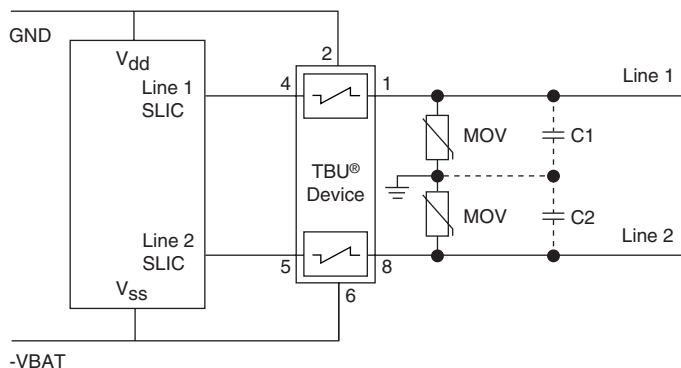 GND
2
Vdd
Line 1
SLIC
4
1
Line 1
MOV
C1
TBU®
Device
MOV
C2
Line 2
SLIC
5
8
Line 2
Vss
6
-VBAT